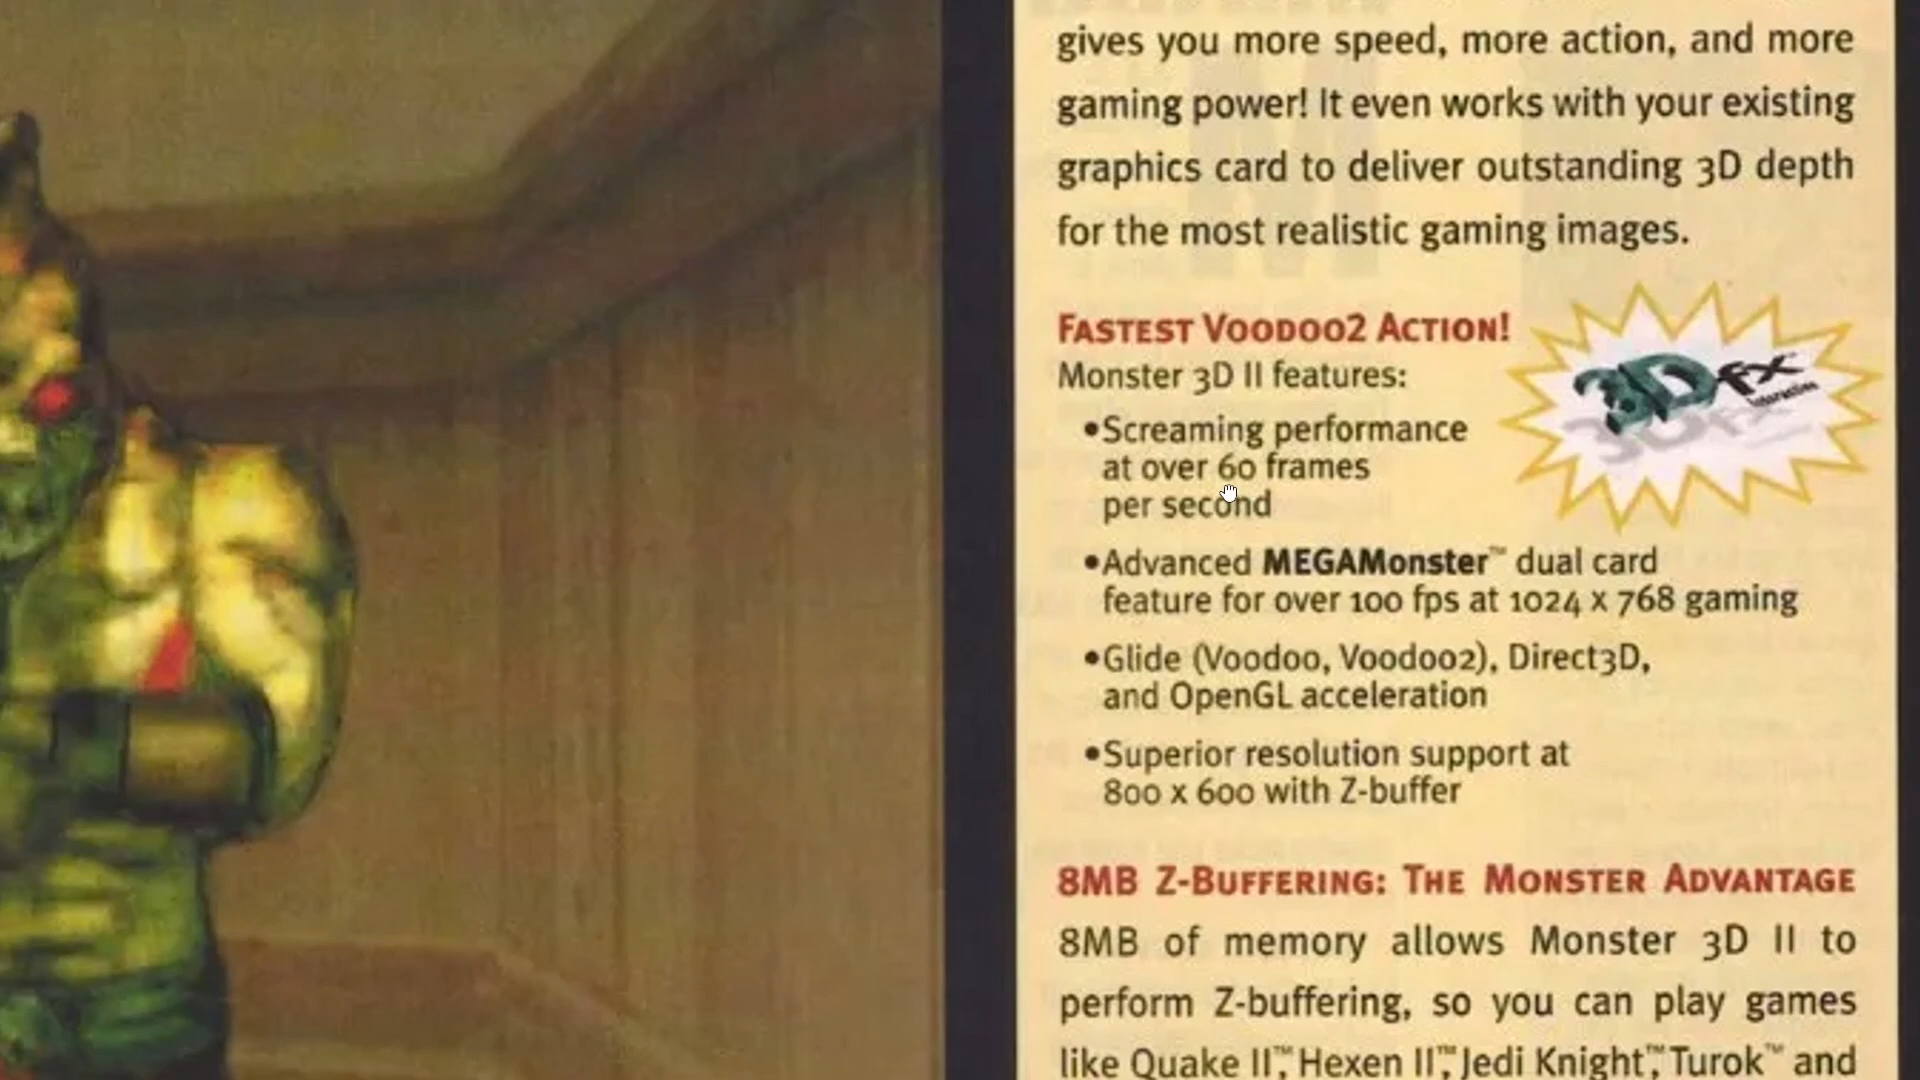 gives you more speed, more action, and more
gaming power! It even works with your existing
graphics card to deliver outstanding 3D depth
for the most realistic gaming images.
FASTEST VOODOO2 ACTION!
Monster 3D II features:
•Screaming performance
at over 60 frames
per second
3Dfx
Interactive
•Advanced MEGAMonster™ dual card
feature for over 100 fps at 1024 x 768 gaming
•Glide (Voodoo, Voodoo2), Direct3D,
and OpenGL acceleration
•Superior resolution support at
800 x 600 with Z-buffer
8MB Z-BUFFERING: THE MONSTER ADVANTAGE
8MB of memory allows Monster 3D II to
perform Z-buffering, so you can play games
like Quake II™, Hexen II™, Jedi Knight™, Turok™ and